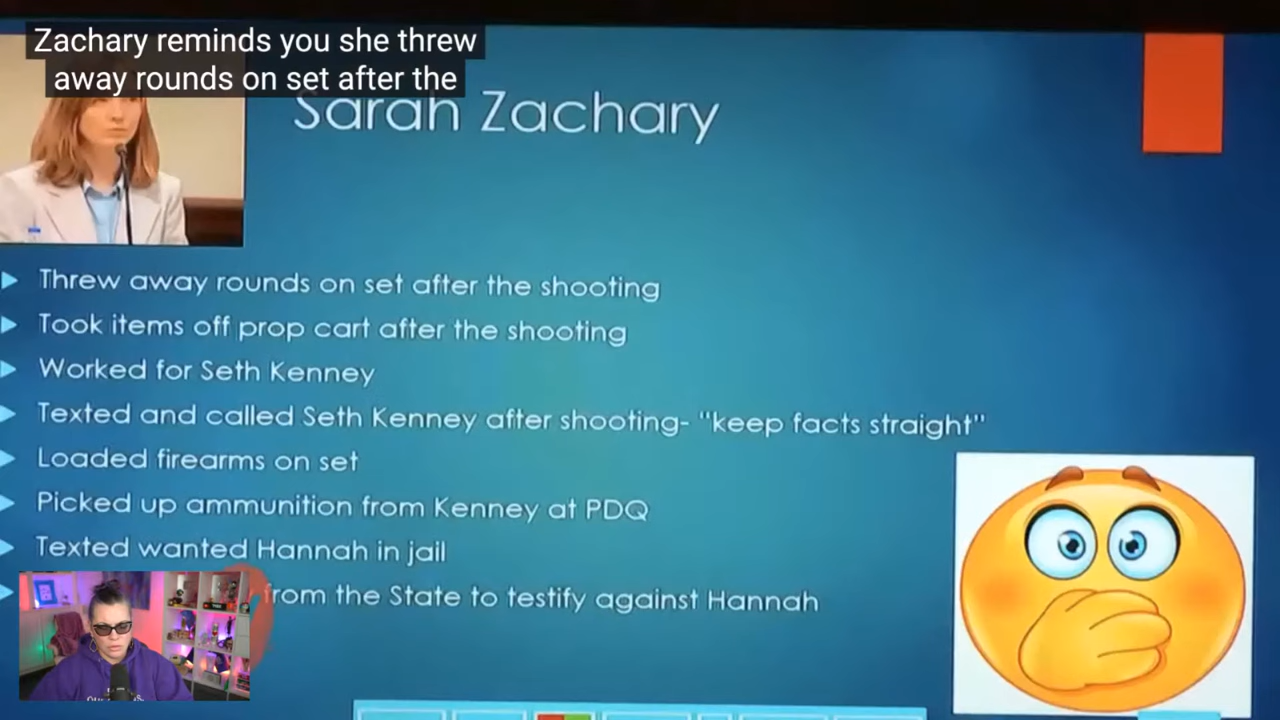 Zachary reminds you she threw
away rounds on set after the
Sarah Zachary
Threw away rounds on set after the shooting
Took items off prop cart after the shooting
Worked for Seth Kenney
Texted and called Seth Kenney after shooting- "keep facts straight"
Loaded firearms on set
Picked up ammunition from Kenney at PDQ
Texted wanted Hannah in jail
from the State to testify against Hannah